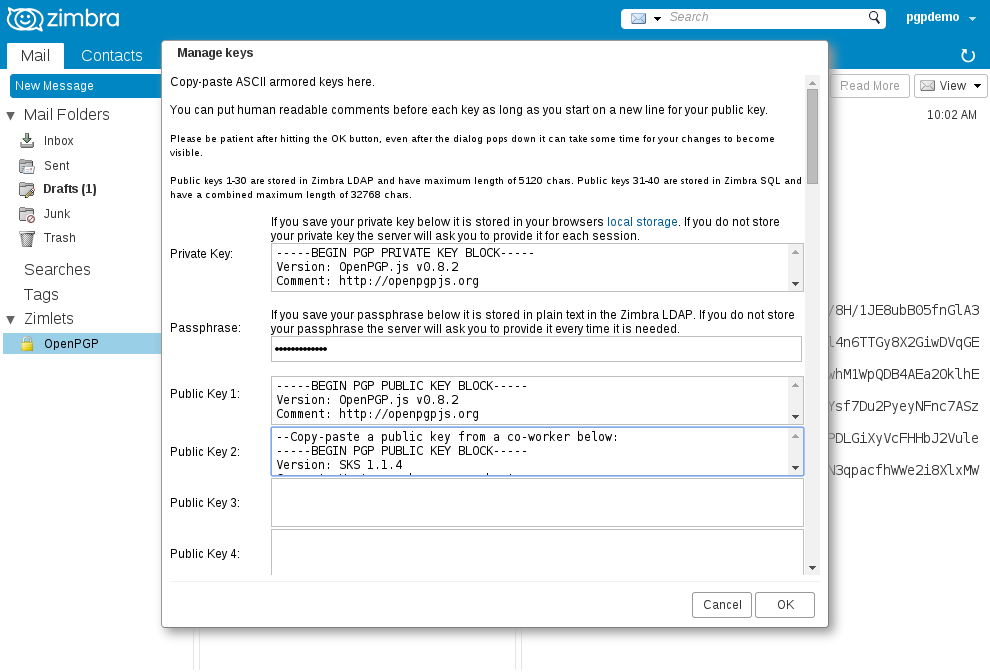 zimbra
Search
pgpdemo
Mail
Contacts
New Message
Read More
View
Mail Folders
Inbox
Sent
Drafts (1)
Junk
Trash
Searches
Tags
Zimlets
OpenPGP
10:02 AM
Manage keys
Copy-paste ASCII armored keys here.
You can put human readable comments before each key as long as you start on a new line for your public key.
Please be patient after hitting the OK button, even after the dialog pops down it can take some time for your changes to become
visible.
Public keys 1-30 are stored in Zimbra LDAP and have maximum length of 5120 chars. Public keys 31-40 are stored in Zimbra SQL and
have a combined maximum length of 32768 chars.
If you save your private key below it is stored in your browsers local storage. If you do not store
your private key the server will ask you to provide it for each session.
Private Key:
-----BEGIN PGP PRIVATE KEY BLOCK-----
Version: OpenPGP.js v0.8.2
Comment: http://openpgpjs.org
If you save your passphrase below it is stored in plain text in the Zimbra LDAP. If you do not store
your passphrase the server will ask you to provide it every time it is needed.
Passphrase:
•••••••••••••
Public Key 1:
-----BEGIN PGP PUBLIC KEY BLOCK-----
Version: OpenPGP.js v0.8.2
Comment: http://openpgpjs.org
Public Key 2:
--Copy-paste a public key from a co-worker below:
-----BEGIN PGP PUBLIC KEY BLOCK-----
Version: SKS 1.1.4
Public Key 3:
Public Key 4:
Cancel
OK
/8H/1JE8ubB05fnGlA3
l4n6TTGy8X2GiwDVqGE
whM1WpQDB4AEa2OklhE
Ysf7Du2PyeyNFnc7ASz
PDLGiXyVcFHHbJ2Vule
N3qpacfhWWe2i8XlxMW